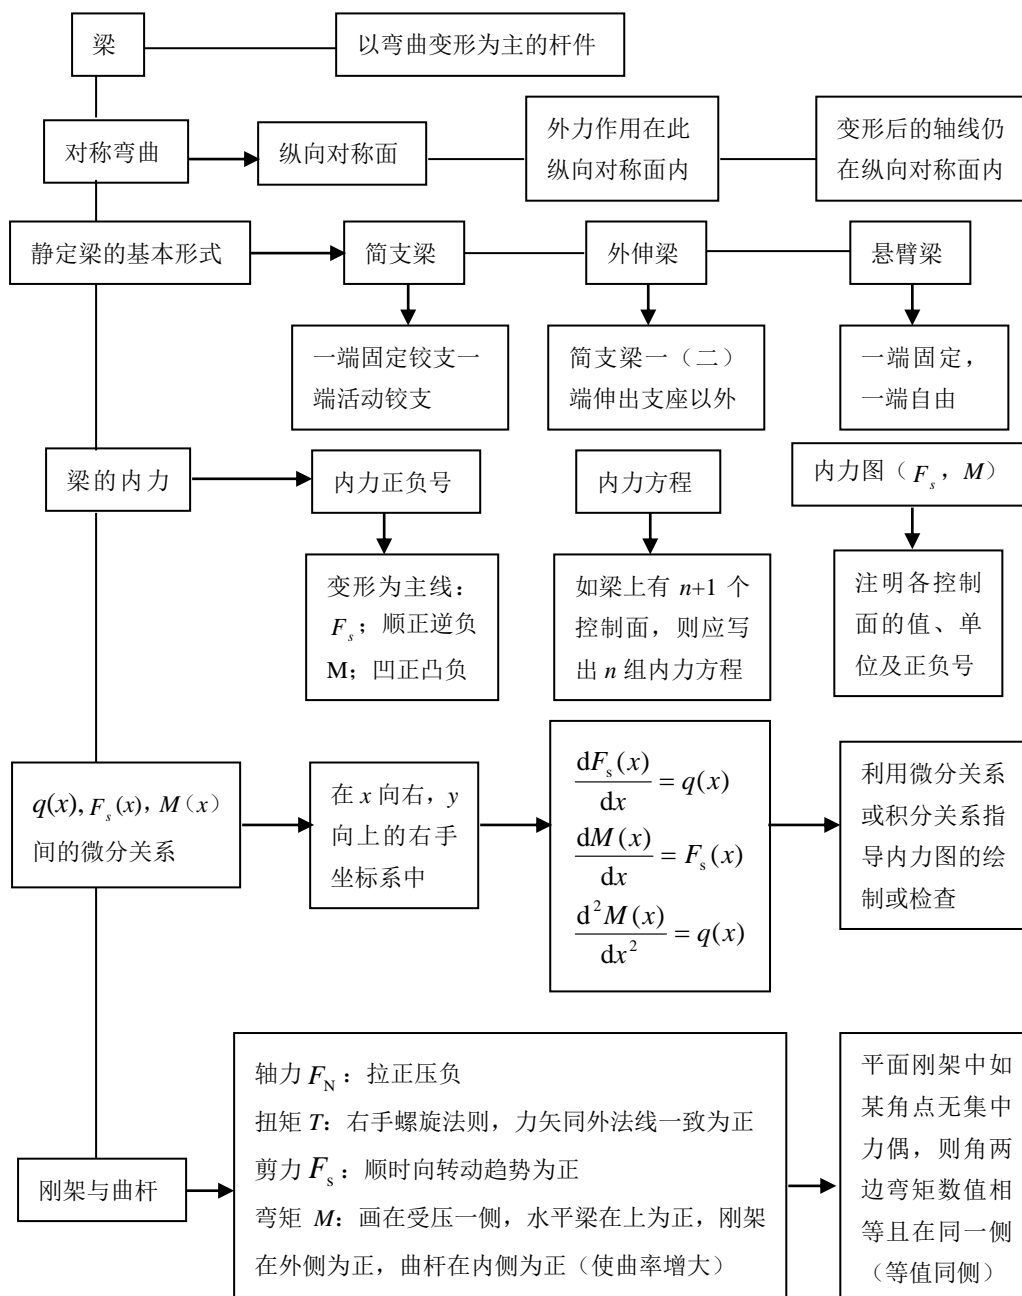 梁
以弯曲变形为主的杆件
对称弯曲
纵向对称面
外力作用在此
纵向对称面内
变形后的轴线仍
在纵向对称面内
静定梁的基本形式
简支梁
外伸梁
悬臂梁
一端固定铰支一
端活动铰支
简支梁一（二）
端伸出支座以外
一端固定，
一端自由
梁的内力
内力正负号
内力方程
内力图（F_s，M）
变形为主线：
F_s；顺正逆负
M；凹正凸负
如梁上有 n+1 个
控制面，则应写
出 n 组内力方程
注明各控制
面的值、单
位及正负号
q(x), F_s(x), M(x)
间的微分关系
在 x 向右，y
向上的右手
坐标系中
dF_s(x)/dx = q(x)
dM(x)/dx = F_s(x)
d²M(x)/dx² = q(x)
利用微分关系
或积分关系指
导内力图的绘
制或检查
刚架与曲杆
轴力 F_N：拉正压负
扭矩 T：右手螺旋法则，力矢同外法线一致为正
剪力 F_s：顺时向转动趋势为正
弯矩 M：画在受压一侧，水平梁在上为正，刚架
在外侧为正，曲杆在内侧为正（使曲率增大）
平面刚架中如
某角点无集中
力偶，则角两
边弯矩数值相
等且在同一侧
（等值同侧）